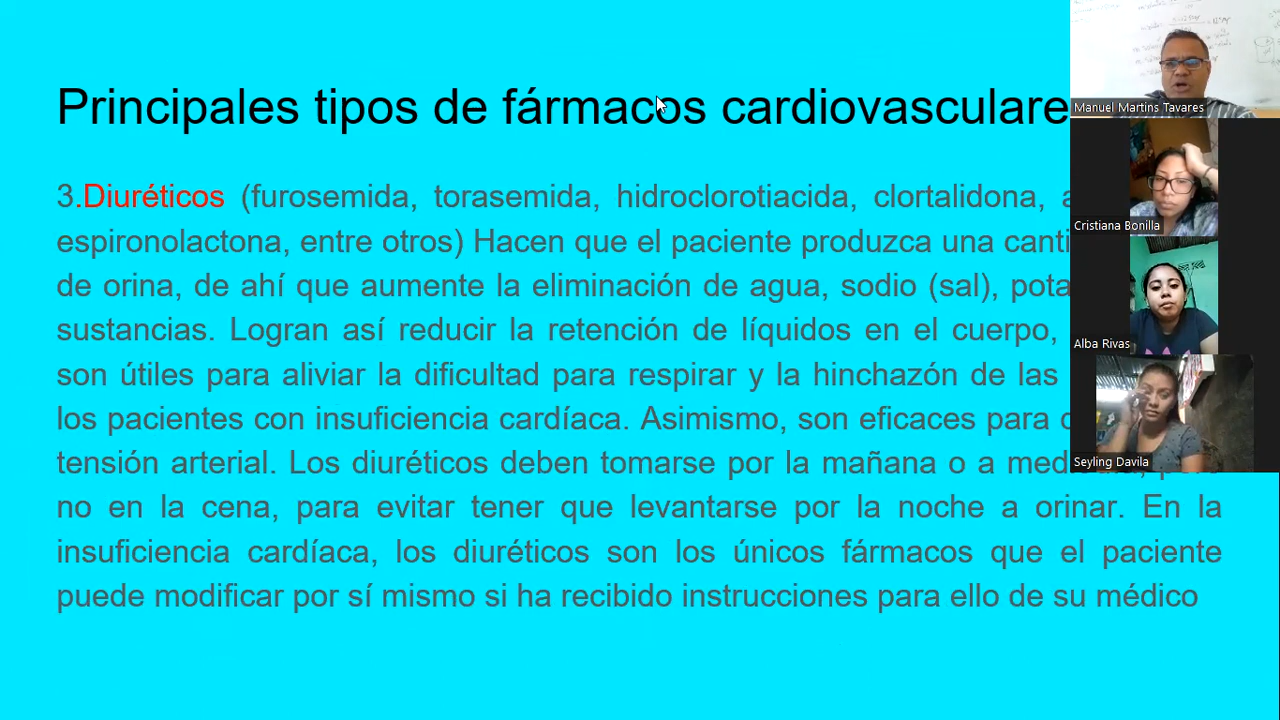 Principales tipos de fármacos cardiovasculare
3.Diuréticos (furosemida, torasemida, hidroclorotiacida, clortalidona,
espironolactona, entre otros) Hacen que el paciente produzca una
de orina, de ahí que aumente la eliminación de agua, sodio (sal),
sustancias. Logran así reducir la retención de líquidos en el cuerpo,
son útiles para aliviar la dificultad para respirar y la hinchazón de las
los pacientes con insuficiencia cardíaca. Asimismo, son eficaces para
tensión arterial. Los diuréticos deben tomarse por la mañana o a
no en la cena, para evitar tener que levantarse por la noche a orinar. En la
insuficiencia cardíaca, los diuréticos son los únicos fármacos que el paciente
puede modificar por sí mismo si ha recibido instrucciones para ello de su médico
Manuel Martins Tavares
Cristiana Bonilla
Alba Rivas
Seyling Davila